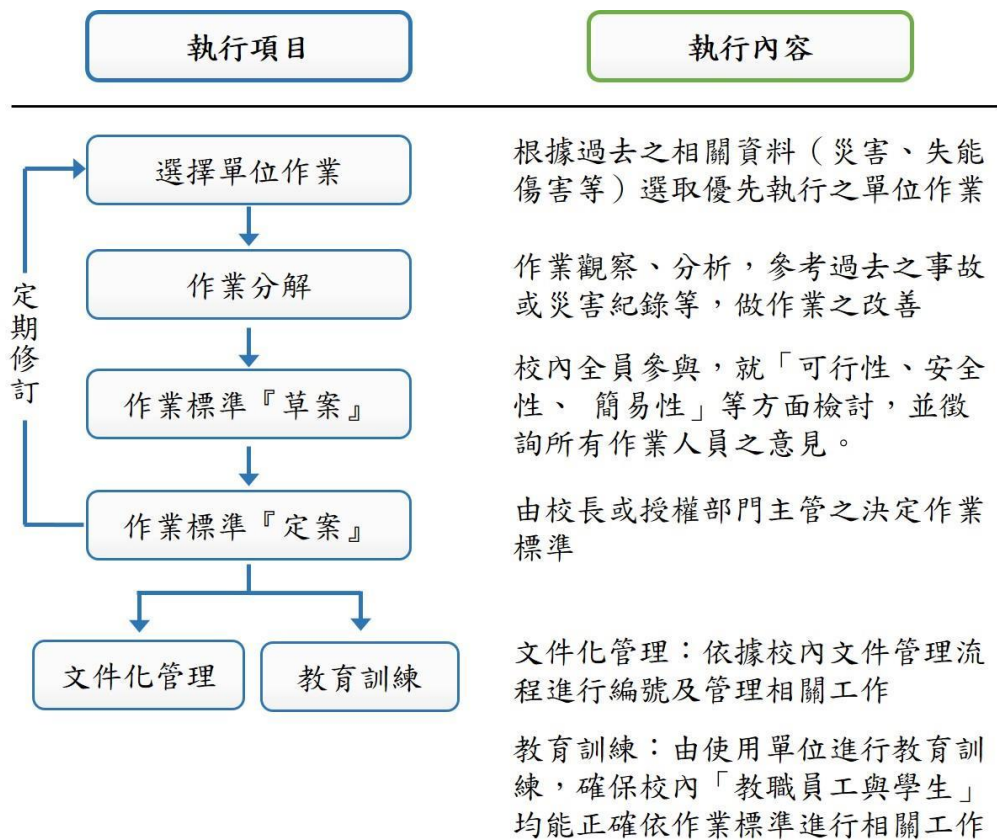 執行項目
執行內容
選擇單位作業
根據過去之相關資料（災害、失能
傷害等）選取優先執行之單位作業
作業分解
作業觀察、分析，參考過去之事故
或災害紀錄等，做作業之改善
定期修訂
作業標準『草案』
校內全員參與，就「可行性、安全
性、 簡易性」等方面檢討，並徵
詢所有作業人員之意見。
作業標準『定案』
由校長或授權部門主管之決定作業
標準
文件化管理
教育訓練
文件化管理：依據校內文件管理流
程進行編號及管理相關工作
教育訓練：由使用單位進行教育訓
練，確保校內「教職員工與學生」
均能正確依作業標準進行相關工作